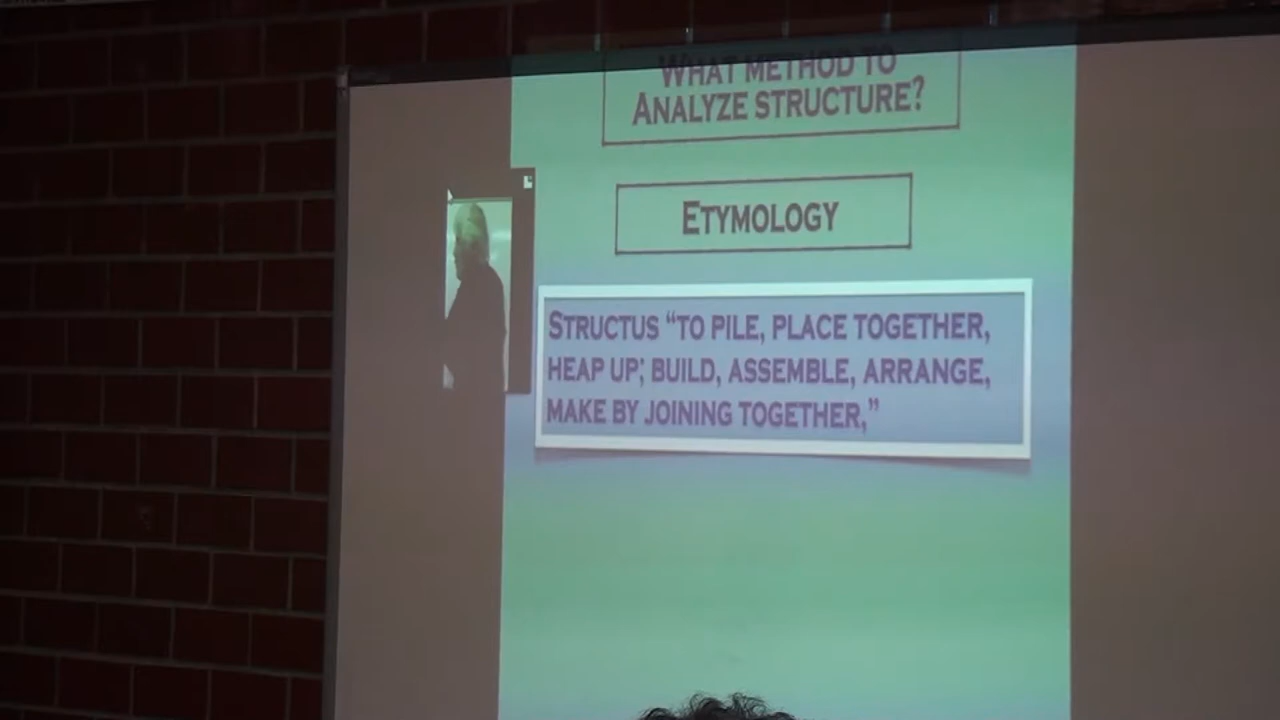 WHAT METHOD TO
ANALYZE STRUCTURE?
ETYMOLOGY
STRUCTUS “TO PILE, PLACE TOGETHER,
HEAP UP; BUILD, ASSEMBLE, ARRANGE,
MAKE BY JOINING TOGETHER,”